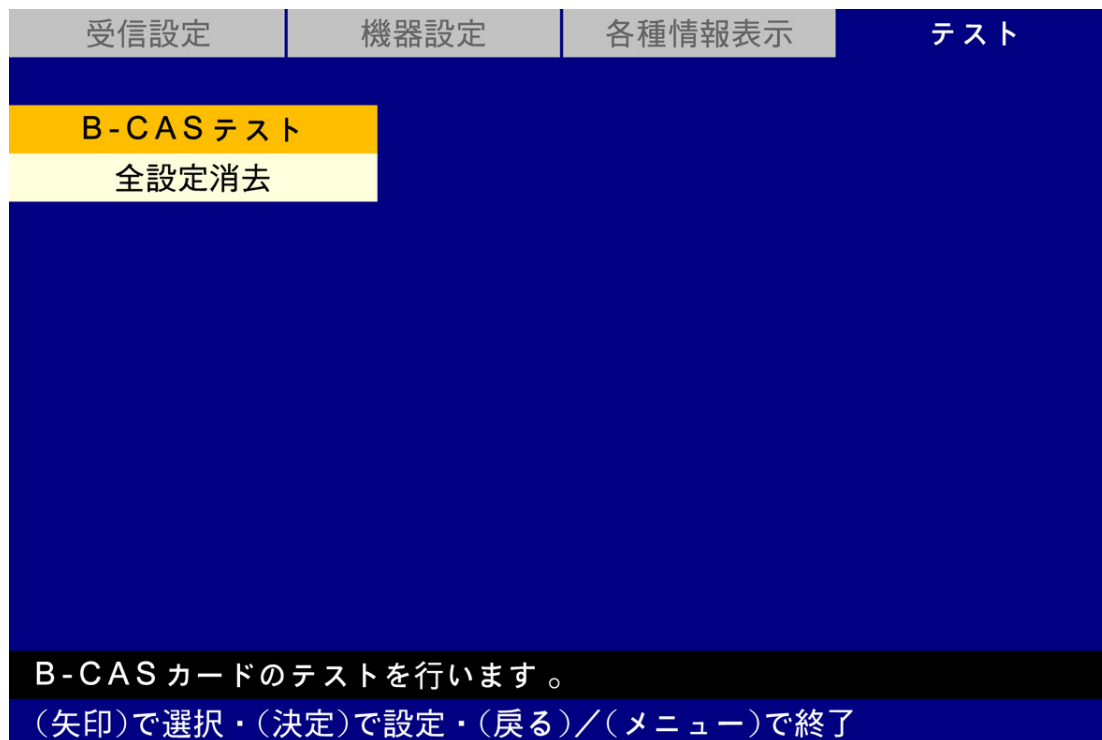 受信設定 機器設定 各種情報表示 テスト
B-CASテスト
全設定消去
B-CASカードのテストを行います。
(矢印)で選択・(決定)で設定・(戻る)/(メニュー)で終了